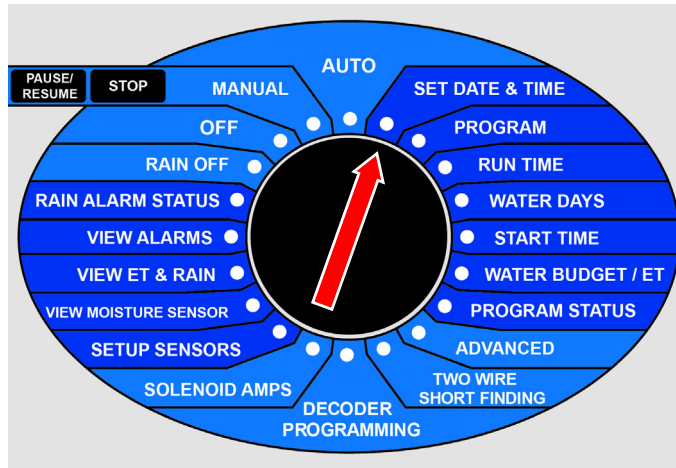 AUTO
PAUSE/
RESUME
STOP
MANUAL
SET DATE & TIME
OFF
PROGRAM
RAIN OFF
RUN TIME
RAIN ALARM STATUS
WATER DAYS
VIEW ALARMS
START TIME
VIEW ET & RAIN
WATER BUDGET / ET
VIEW MOISTURE SENSOR
PROGRAM STATUS
SETUP SENSORS
ADVANCED
SOLENOID AMPS
TWO WIRE
SHORT FINDING
DECODER
PROGRAMMING